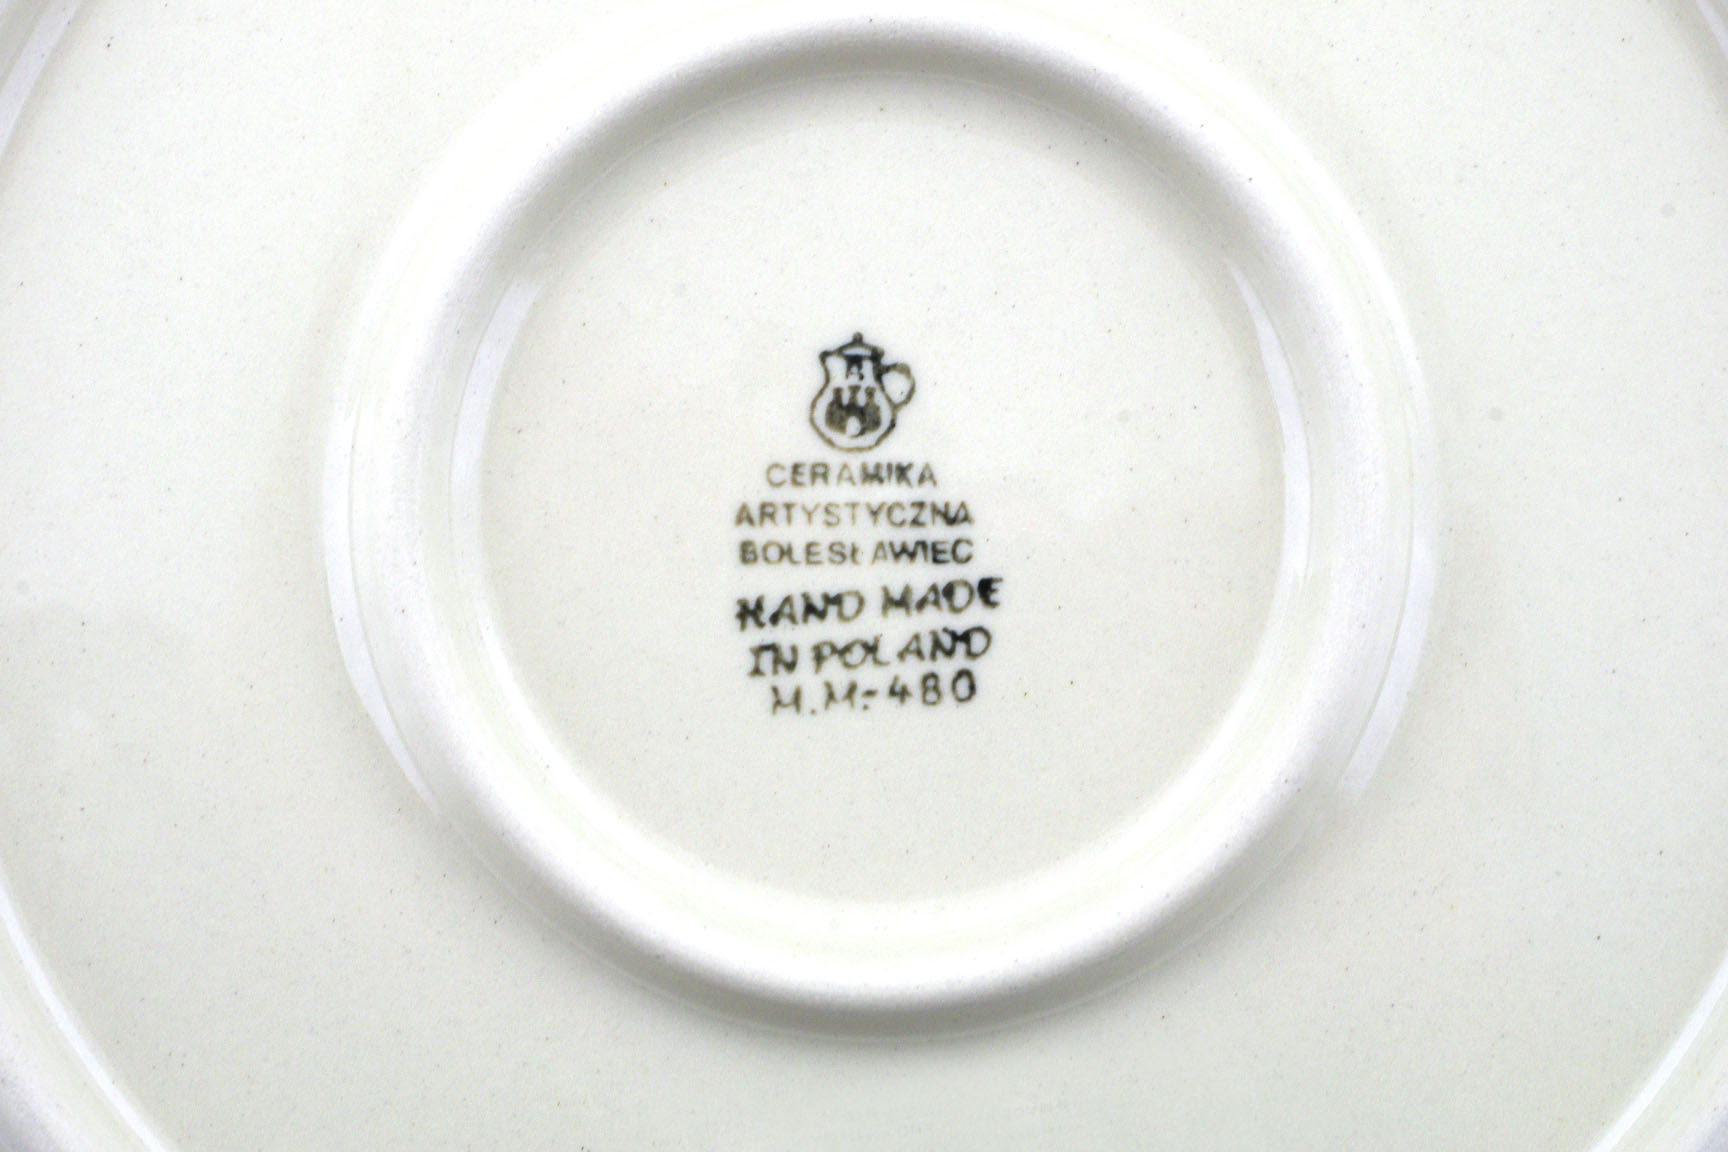 CERAMIKA
ARTYSTYCZNA
BOLESŁAWIEC
HAND MADE
IN POLAND
M.M.-480